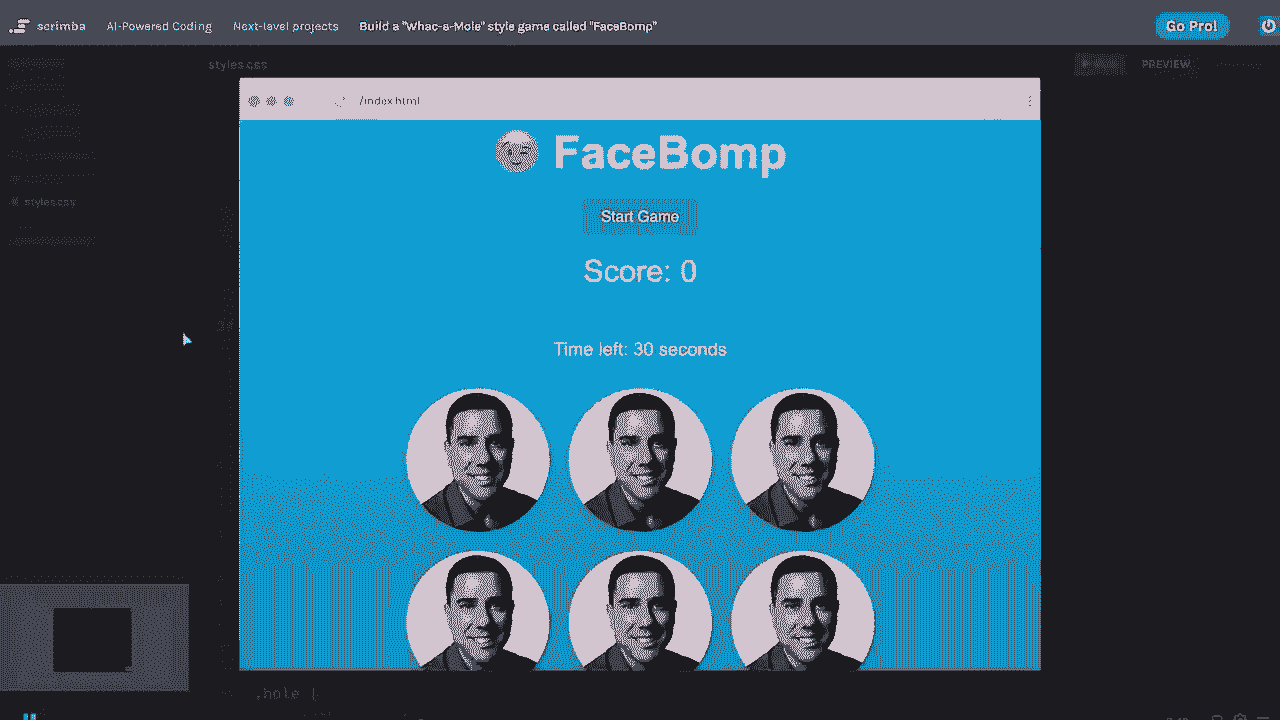 scrimba AI-Powered Coding Next-level projects Build a "Whac-a-Mole" style game called "FaceBomp" Go Pro!
styles.css PREVIEW
/index.html
FaceBomp
Start Game
Score: 0
styles.css
Time left: 30 seconds
.hole {